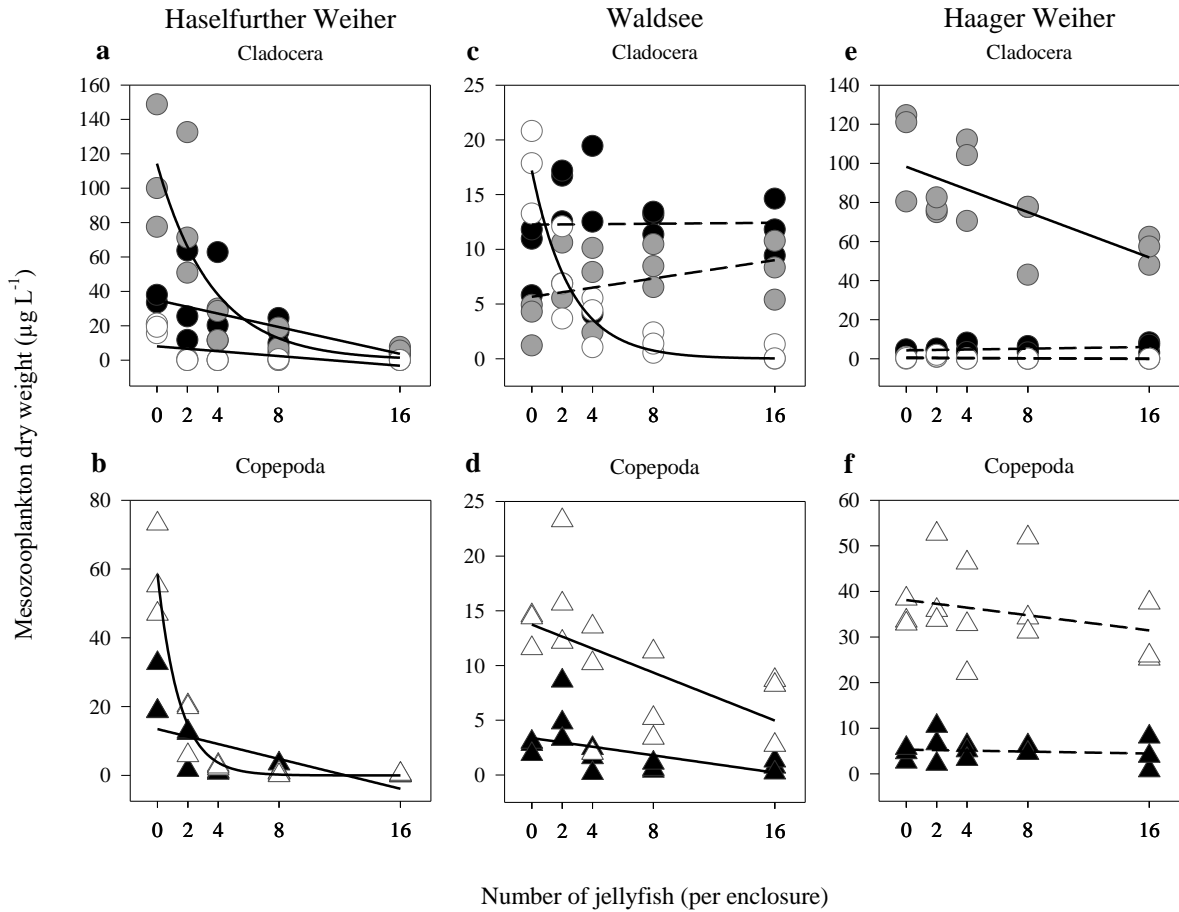 Haselfurther Weiher
Waldsee
Haager Weiher
a
Cladocera
c
Cladocera
e
Cladocera
160
140
120
100
80
60
40
20
0
0 2 4 8 16
25
20
15
10
5
0
0 2 4 8 16
140
120
100
80
60
40
20
0
0 2 4 8 16
b
Copepoda
d
Copepoda
f
Copepoda
80
60
40
20
0
0 2 4 8 16
25
20
15
10
5
0
0 2 4 8 16
60
50
40
30
20
10
0
0 2 4 8 16
Mesozooplankton dry weight (µg L⁻¹)
Number of jellyfish (per enclosure)